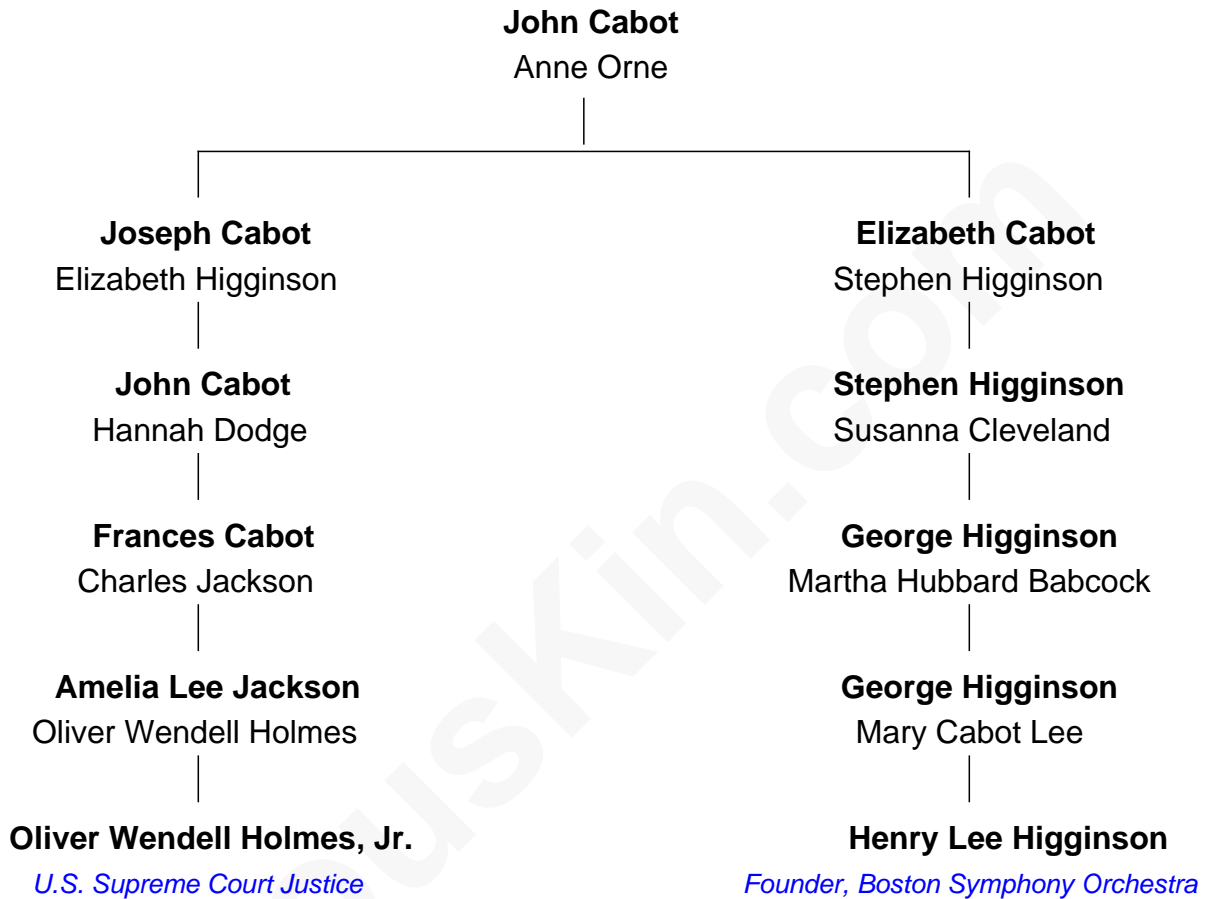 John Cabot
Anne Orne
Joseph Cabot
Elizabeth Higginson
Elizabeth Cabot
Stephen Higginson
John Cabot
Hannah Dodge
Stephen Higginson
Susanna Cleveland
Frances Cabot
Charles Jackson
George Higginson
Martha Hubbard Babcock
Amelia Lee Jackson
Oliver Wendell Holmes
George Higginson
Mary Cabot Lee
Oliver Wendell Holmes, Jr.
U.S. Supreme Court Justice
Henry Lee Higginson
Founder, Boston Symphony Orchestra